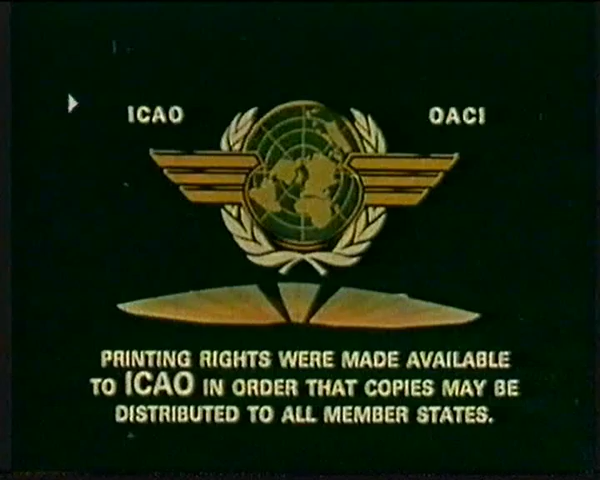 ICAO OACI
PRINTING RIGHTS WERE MADE AVAILABLE
TO ICAO IN ORDER THAT COPIES MAY BE
DISTRIBUTED TO ALL MEMBER STATES.